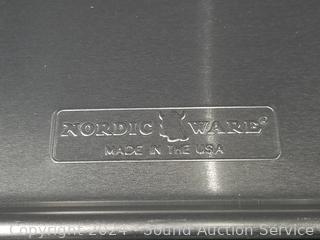 NORDIC WARE®
MADE IN THE USA
Copyright 2024 - Sound Auction Service